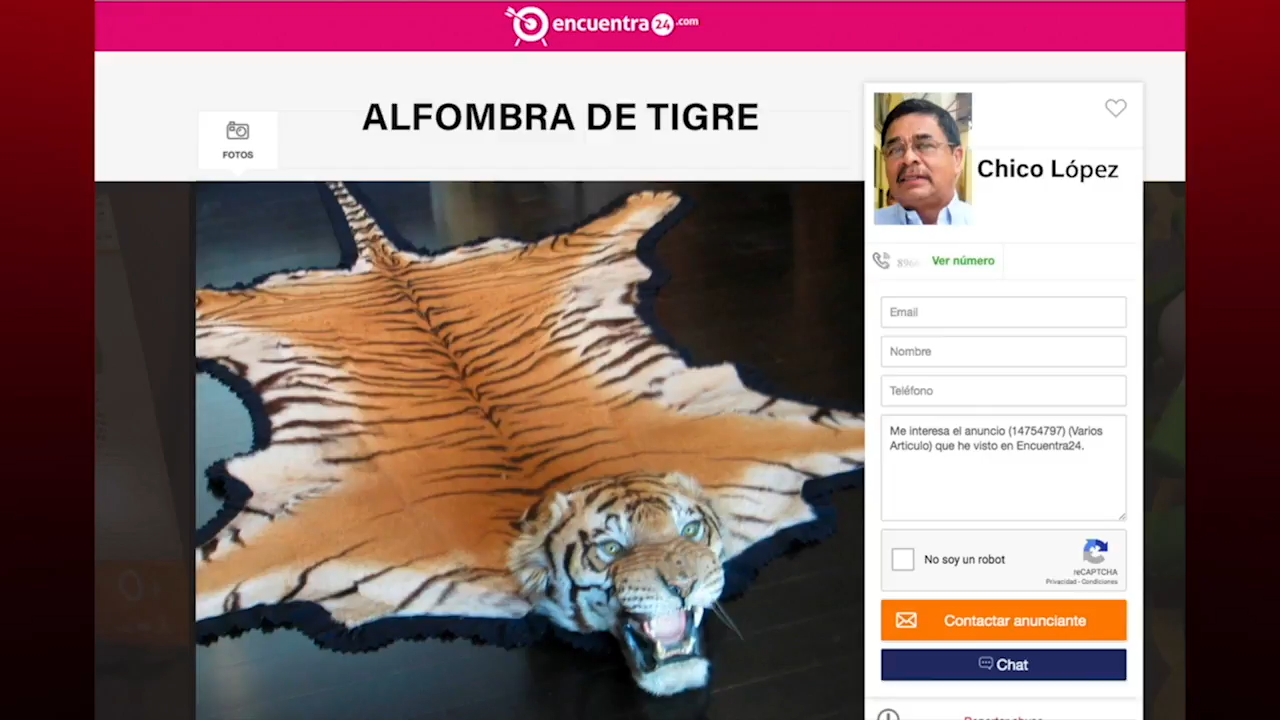 encuentra24.com
ALFOMBRA DE TIGRE
FOTOS
Chico López
Ver número
Email
Nombre
Teléfono
Me interesa el anuncio (14754797) (Varios
Articulo) que he visto en Encuentra24.
No soy un robot
reCAPTCHA
Privacidad - Condiciones
Contactar anunciante
Chat